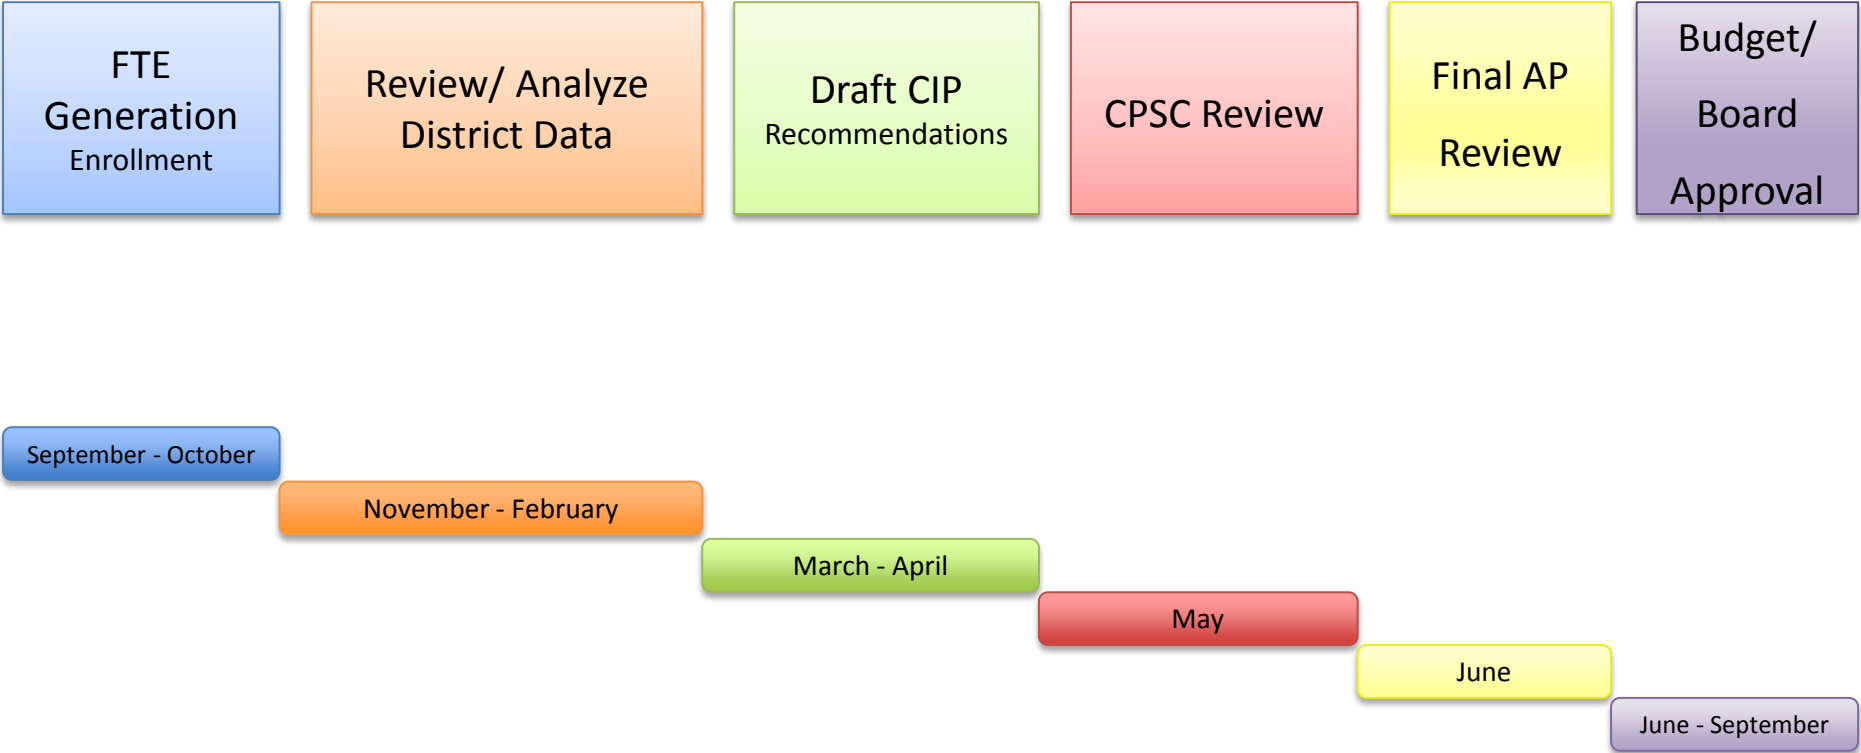 FTE
Generation
Enrollment
Review/ Analyze
District Data
Draft CIP
Recommendations
CPSC Review
Final AP
Review
Budget/
Board
Approval
September - October
November - February
March - April
May
June
June - September